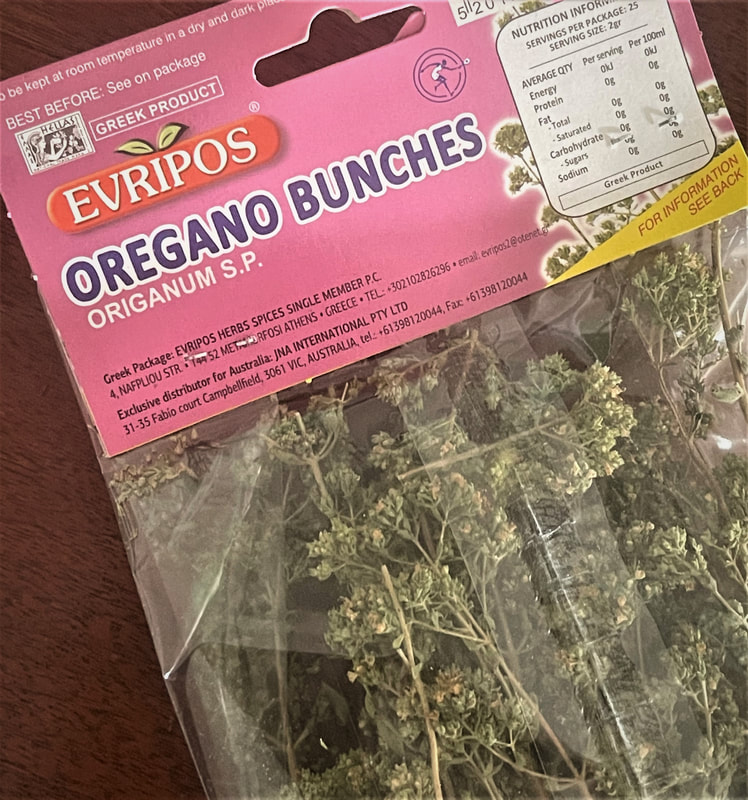 o be kept at room temperature in a dry and dark pla
BEST BEFORE: See on package
HELLAS
GREEK PRODUCT
EVRIPOS®
OREGANO BUNCHES
ORIGANUM S.P.
Greek Package: EVRIPOS HERBS SPICES SINGLE MEMBER P.C.
4, NAFPLIOU STR. • 52 RFOSI ATHENS • GREECE • TEL.: +302102826296 • email: evripos2@otenet.gr
Exclusive distributor for Australia: JNA INTERNATIONAL PTY LTD
31-35 Fabio court Campbellfield, 3061 VIC, AUSTRALIA, tel.: +61398120044, Fax: +61398120044
NUTRITION INFORM
SERVINGS PER PACKAGE: 25
SERVING SIZE: 2gr
AVERAGE QTY Per serving Per 100ml
Energy 0kJ 0kJ
Protein 0g 0g
Fat
-Total 0g 0g
-Saturated 0g 0g
Carbohydrate 0g
-Sugars 0g 0g
Sodium
Greek Product
FOR INFORMATION
SEE BACK